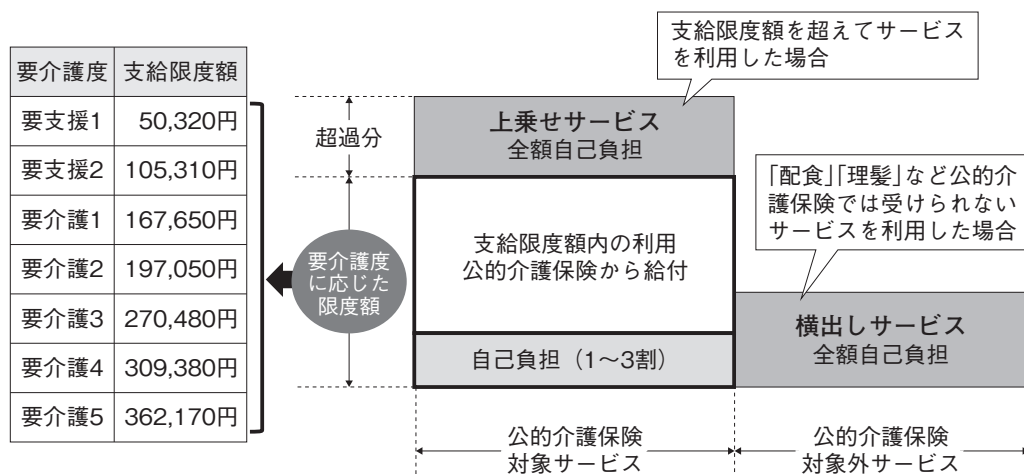 要介護度 支給限度額
要支援1 50,320円
要支援2 105,310円
要介護1 167,650円
要介護2 197,050円
要介護3 270,480円
要介護4 309,380円
要介護5 362,170円
要介護度
に応じた
限度額
超過分
支給限度額を超えてサービス
を利用した場合
上乗せサービス
全額自己負担
支給限度額内の利用
公的介護保険から給付
自己負担（1〜3割）
「配食」「理髪」など公的介
護保険では受けられない
サービスを利用した場合
横出しサービス
全額自己負担
公的介護保険
対象サービス
公的介護保険
対象外サービス